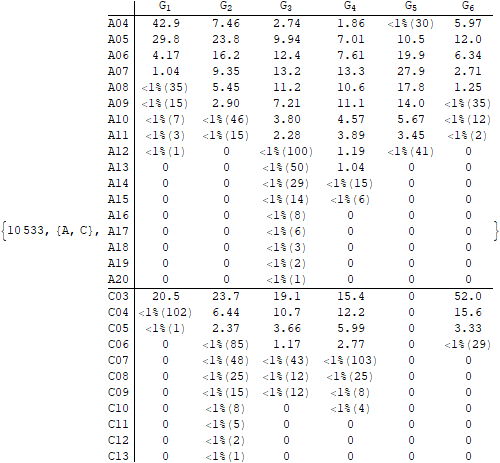 G₁ G₂ G₃ G₄ G₅ G₆
A04 42.9 7.46 2.74 1.86 <1%(30) 5.97
A05 29.8 23.8 9.94 7.01 10.5 12.0
A06 4.17 16.2 12.4 7.61 19.9 6.34
A07 1.04 9.35 13.2 13.3 27.9 2.71
A08 <1%(35) 5.45 11.2 10.6 17.8 1.25
A09 <1%(15) 2.90 7.21 11.1 14.0 <1%(35)
A10 <1%(7) <1%(46) 3.80 4.57 5.67 <1%(12)
A11 <1%(3) <1%(15) 2.28 3.89 3.45 <1%(2)
A12 <1%(1) 0 <1%(100) 1.19 <1%(41) 0
A13 0 0 <1%(50) 1.04 0 0
A14 0 0 <1%(29) <1%(15) 0 0
A15 0 0 <1%(14) <1%(6) 0 0
A16 0 0 <1%(8) 0 0 0
{10533, {A, C}, A17 0 0 <1%(6) 0 0 0 }
A18 0 0 <1%(3) 0 0 0
A19 0 0 <1%(2) 0 0 0
A20 0 0 <1%(1) 0 0 0
C03 20.5 23.7 19.1 15.4 0 52.0
C04 <1%(102) 6.44 10.7 12.2 0 15.6
C05 <1%(1) 2.37 3.66 5.99 0 3.33
C06 0 <1%(85) 1.17 2.77 0 <1%(29)
C07 0 <1%(48) <1%(43) <1%(103) 0 0
C08 0 <1%(25) <1%(12) <1%(25) 0 0
C09 0 <1%(15) <1%(12) <1%(8) 0 0
C10 0 <1%(8) 0 <1%(4) 0 0
C11 0 <1%(5) 0 0 0 0
C12 0 <1%(2) 0 0 0 0
C13 0 <1%(1) 0 0 0 0